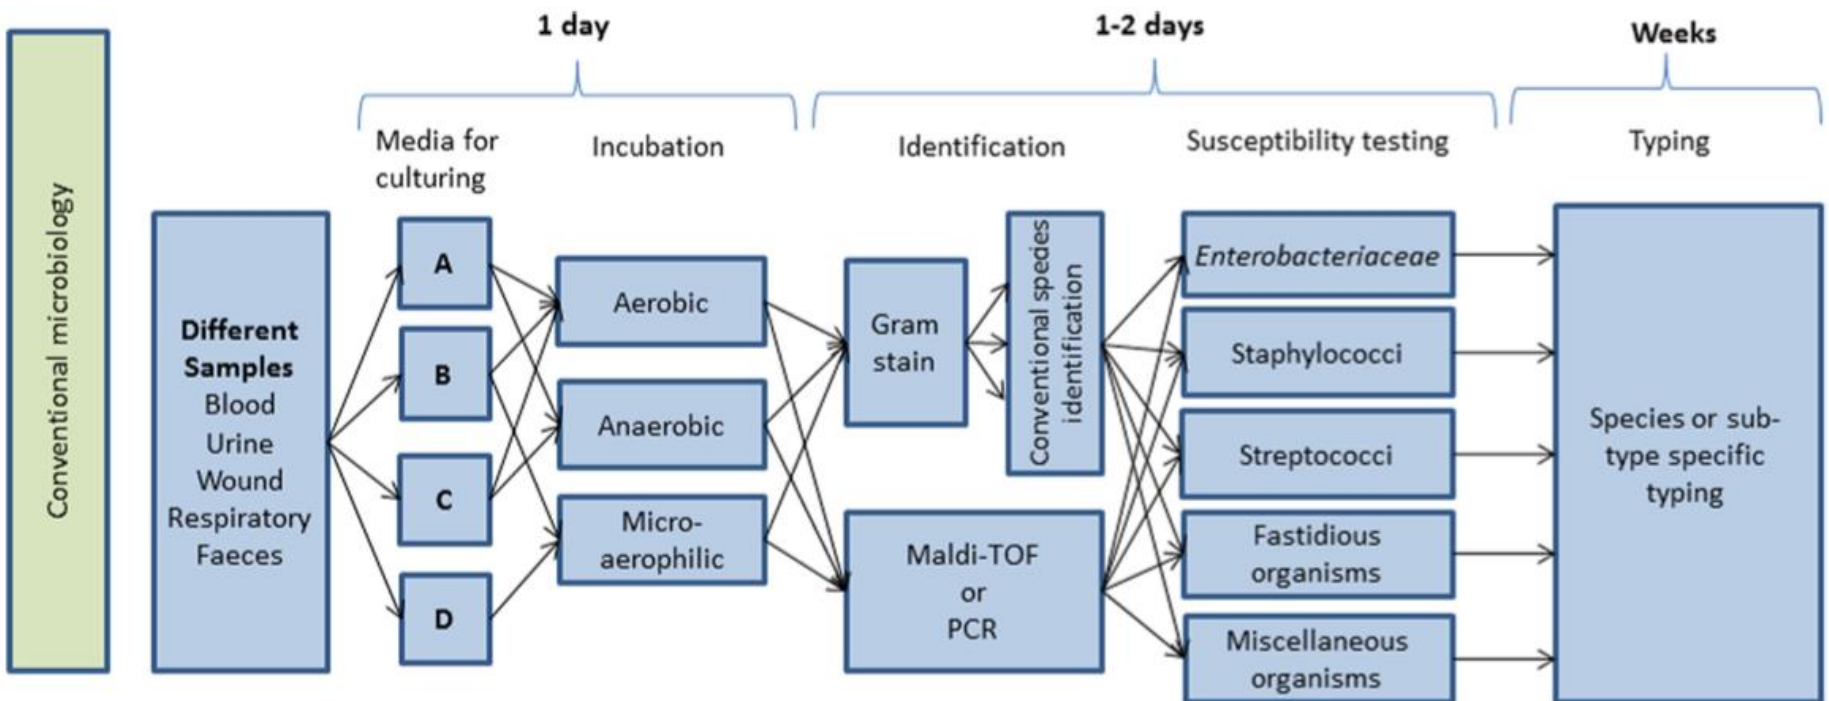 Conventional microbiology
1 day
1-2 days
Weeks
Media for
culturing
Incubation
Identification
Susceptibility testing
Typing
Different
Samples
Blood
Urine
Wound
Respiratory
Faeces
A
B
C
D
Aerobic
Anaerobic
Micro-
aerophilic
Gram
stain
Conventional spedes
identification
Maldi-TOF
or
PCR
Enterobacteriaceae
Staphylococci
Streptococci
Fastidious
organisms
Miscellaneous
organisms
Species or sub-
type specific
typing